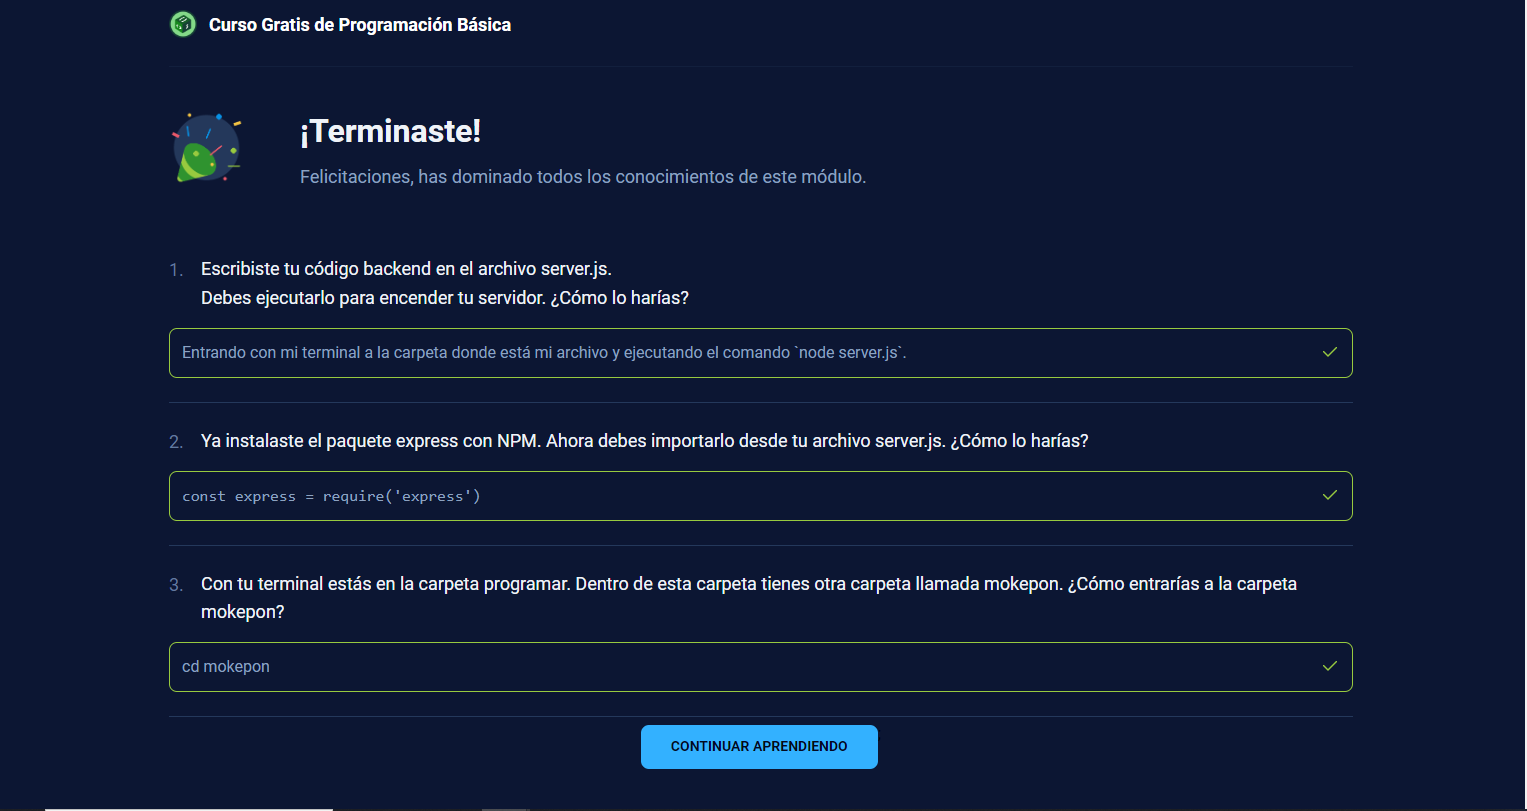 Curso Gratis de Programación Básica
¡Terminaste!
Felicitaciones, has dominado todos los conocimientos de este módulo.
1. Escribiste tu código backend en el archivo server.js.
Debes ejecutarlo para encender tu servidor. ¿Cómo lo harías?
Entrando con mi terminal a la carpeta donde está mi archivo y ejecutando el comando `node server.js`.
2. Ya instalaste el paquete express con NPM. Ahora debes importarlo desde tu archivo server.js. ¿Cómo lo harías?
const express = require('express')
3. Con tu terminal estás en la carpeta programar. Dentro de esta carpeta tienes otra carpeta llamada mokepon. ¿Cómo entrarías a la carpeta
mokepon?
cd mokepon
CONTINUAR APRENDIENDO